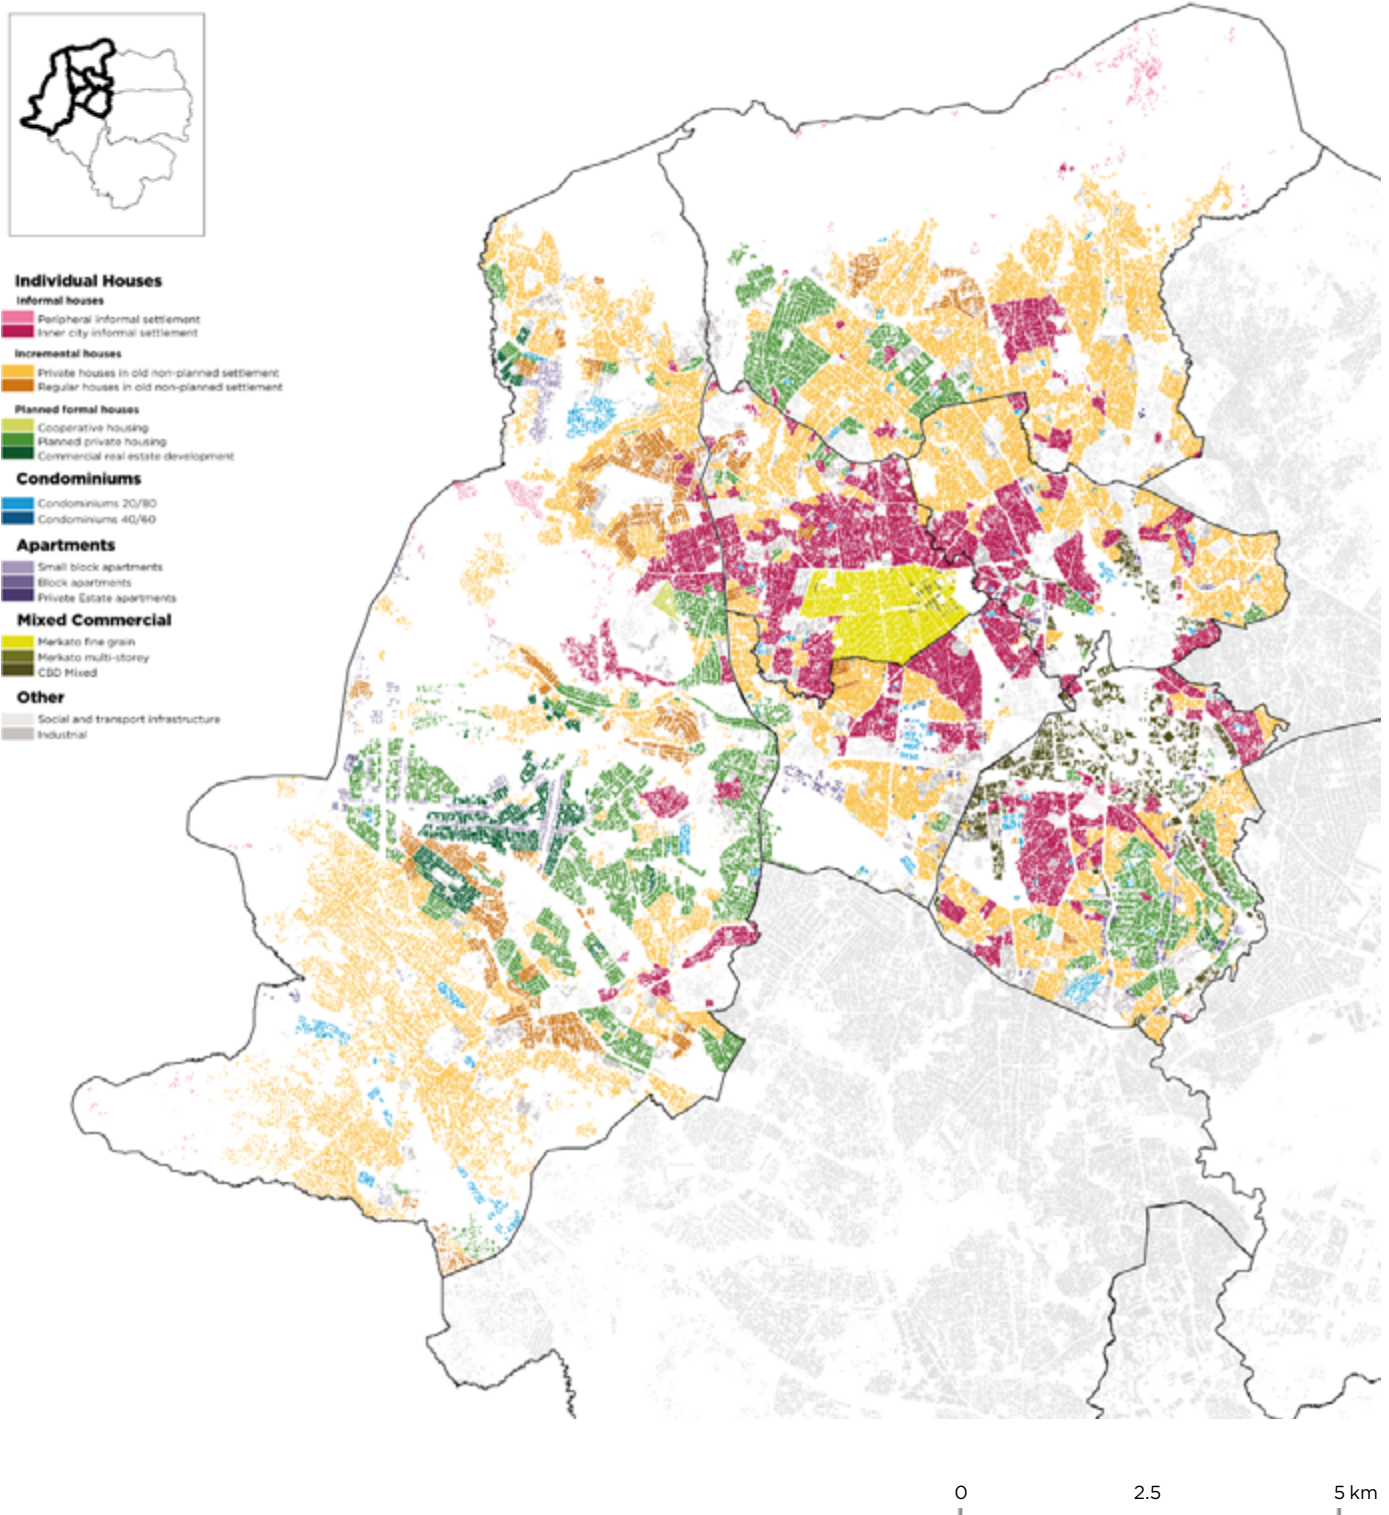 Individual Houses
Informal houses
Peripheral informal settlement
Inner city informal settlement
Incremental houses
Private houses in old non-planned settlement
Regular houses in old non-planned settlement
Planned formal houses
Cooperative housing
Planned private housing
Commercial real estate development
Condominiums
Condominiums 20/80
Condominiums 40/60
Apartments
Small block apartments
Block apartments
Private Estate apartments
Mixed Commercial
Merkato fine grain
Merkato multi-storey
CBD Mixed
Other
Social and transport infrastructure
Industrial
0 2.5 5 km